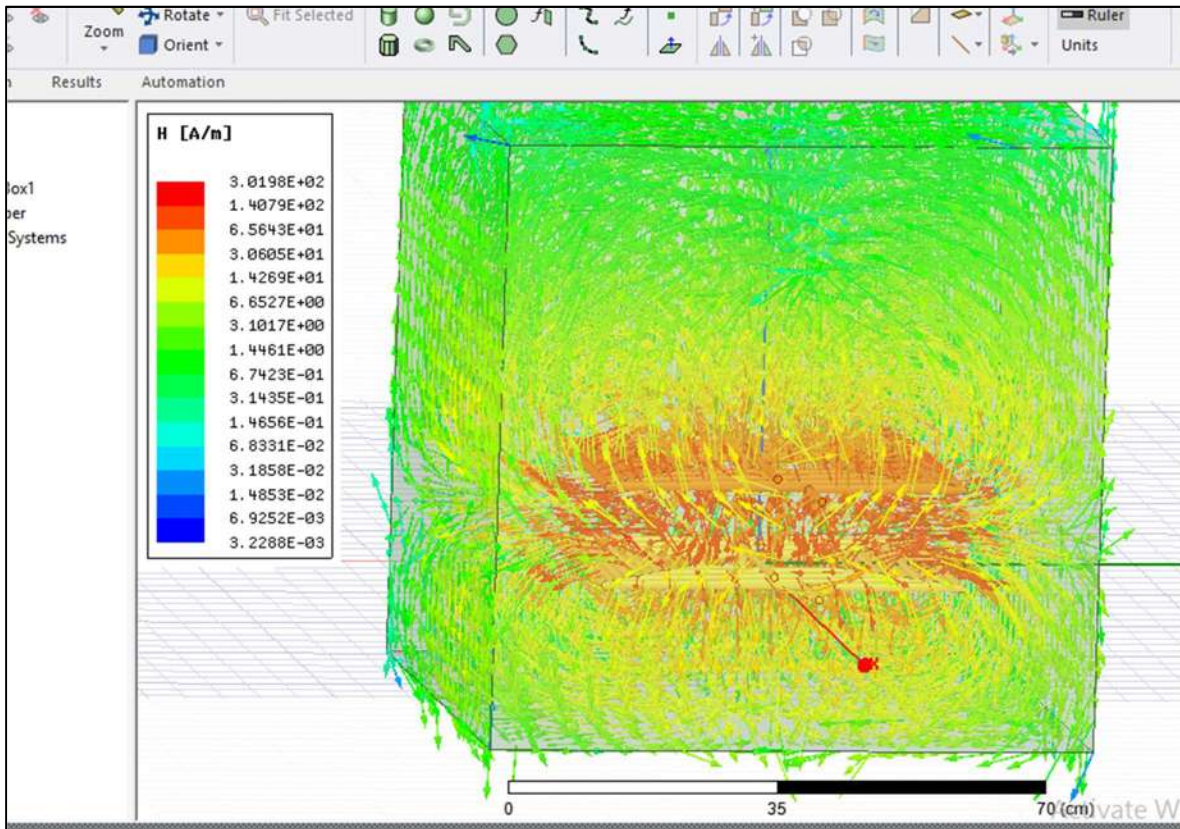 Zoom
Rotate
Orient
Fit Selected
Ruler
Units
Results
Automation
Systems
H [A/m]
3.0198E+02
1.4079E+02
6.5643E+01
3.0605E+01
1.4269E+01
6.6527E+00
3.1017E+00
1.4461E+00
6.7423E-01
3.1435E-01
1.4656E-01
6.8331E-02
3.1858E-02
1.4853E-02
6.9252E-03
3.2288E-03
X
0 35 70 (cm)